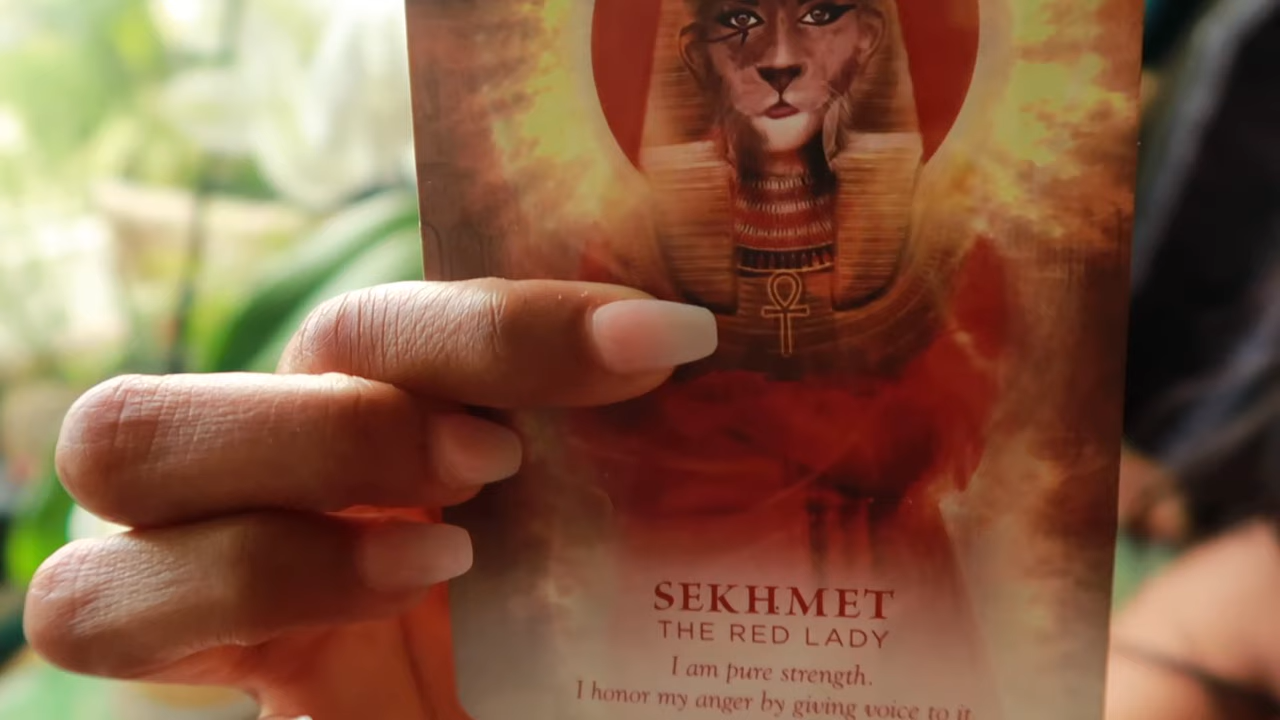 SEKHMET
THE RED LADY
I am pure strength.
I honor my anger by giving voice to it.